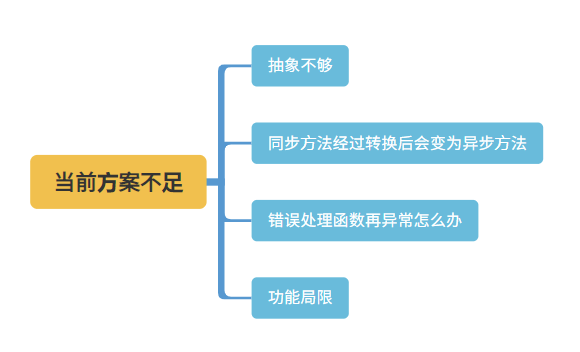 抽象不够
同步方法经过转换后会变为异步方法
当前方案不足
错误处理函数再异常怎么办
功能局限